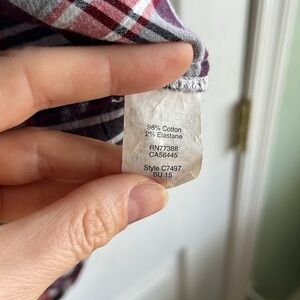 98% Cotton
2% Elastane
RN77388
CA58445
Style C7497
SU 15